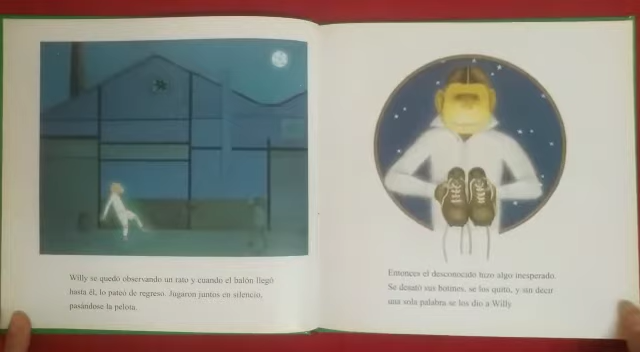 Willy se quedó observando un rato y cuando el balón llegó
hasta él, lo pateó de regreso. Jugaron juntos en silencio,
pasándose la pelota.
Entonces el desconocido hizo algo inesperado.
Se desató sus botines, se los quitó, y sin decir
una sola palabra se los dio a Willy.